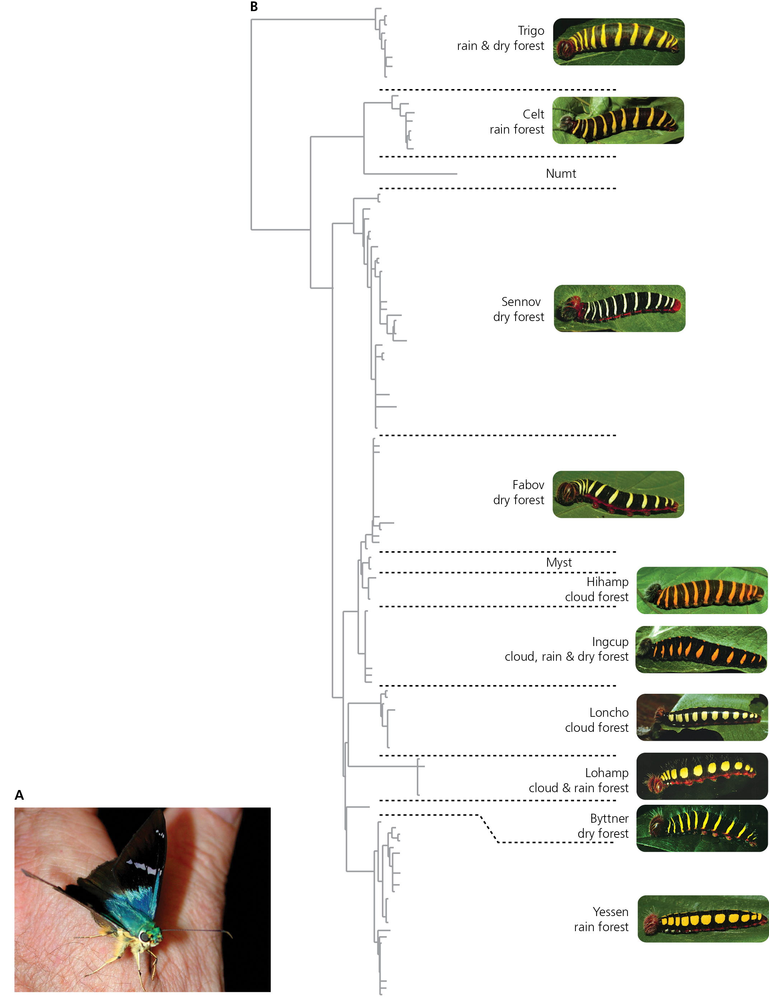 B
Trigo
rain & dry forest
Celt
rain forest
Numt
Sennov
dry forest
Fabov
dry forest
Myst
Hihamp
cloud forest
Ingcup
cloud, rain & dry forest
Loncho
cloud forest
Lohamp
cloud & rain forest
A
Byttner
dry forest
Yessen
rain forest